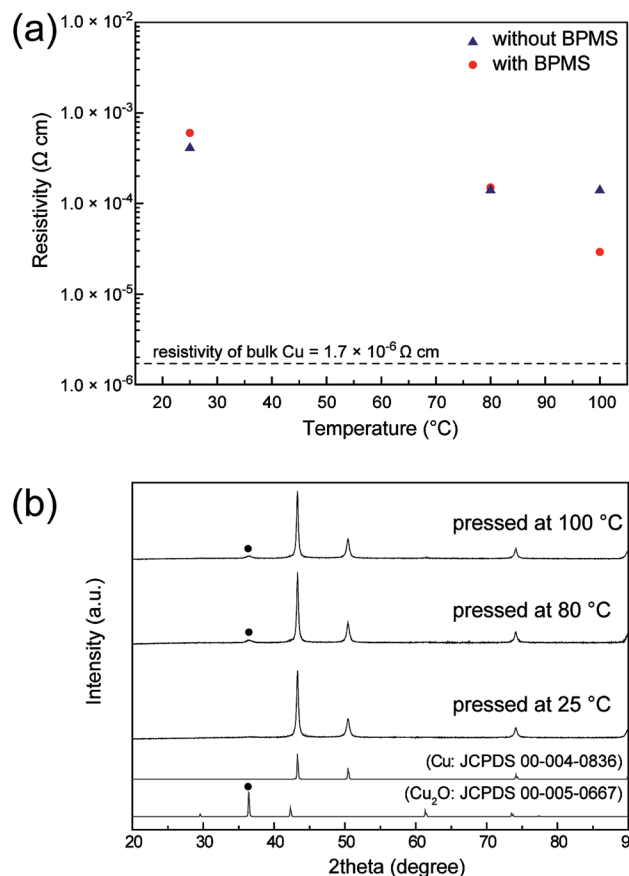 (a)
1.0 × 10⁻²
1.0 × 10⁻³
1.0 × 10⁻⁴
1.0 × 10⁻⁵
1.0 × 10⁻⁶
Resistivity (Ω cm)
without BPMS
with BPMS
resistivity of bulk Cu = 1.7 × 10⁻⁶ Ω cm
20 30 40 50 60 70 80 90 100
Temperature (°C)
(b)
Intensity (a.u.)
pressed at 100 °C
pressed at 80 °C
pressed at 25 °C
(Cu: JCPDS 00-004-0836)
(Cu₂O: JCPDS 00-005-0667)
20 30 40 50 60 70 80 9
2theta (degree)